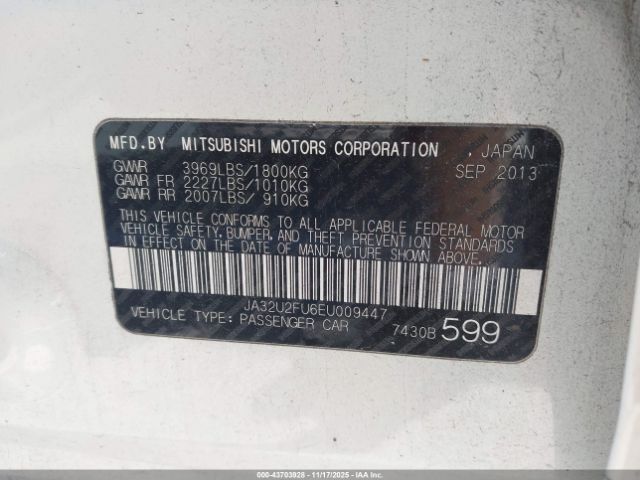 MFD.BY MITSUBISHI MOTORS CORPORATION , JAPAN
GVWR 3969LBS/1800KG SEP 2013
GAWR FR 2227LBS/1010KG
GAWR RR 2007LBS/ 910KG
THIS VEHICLE CONFORMS TO ALL APPLICABLE FEDERAL MOTOR
VEHICLE SAFETY, BUMPER, AND THEFT PREVENTION STANDARDS
IN EFFECT ON THE DATE OF MANUFACTURE SHOWN ABOVE.
JA32U2FU6EU009447
VEHICLE TYPE: PASSENGER CAR 7430B 599
000-43703928 - 11/17/2025 - IAA Inc.